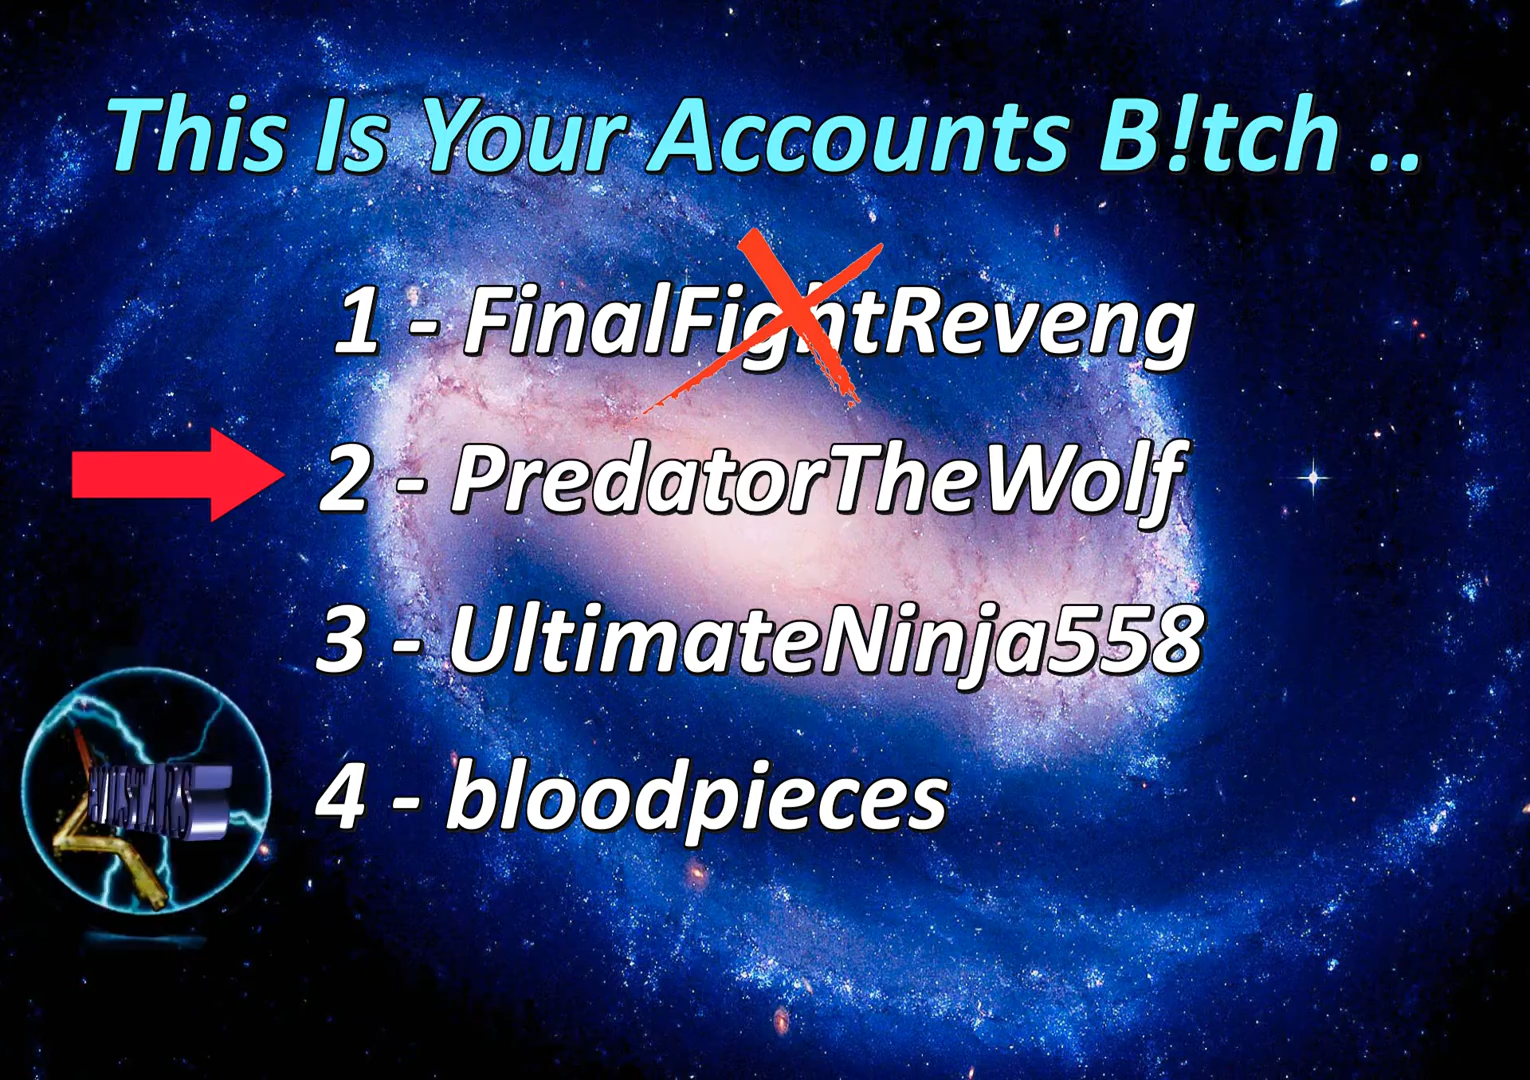 This Is Your Accounts B!tch ..
1 - FinalFightReveng
2 - PredatorTheWolf
3 - UltimateNinja558
4 - bloodpieces